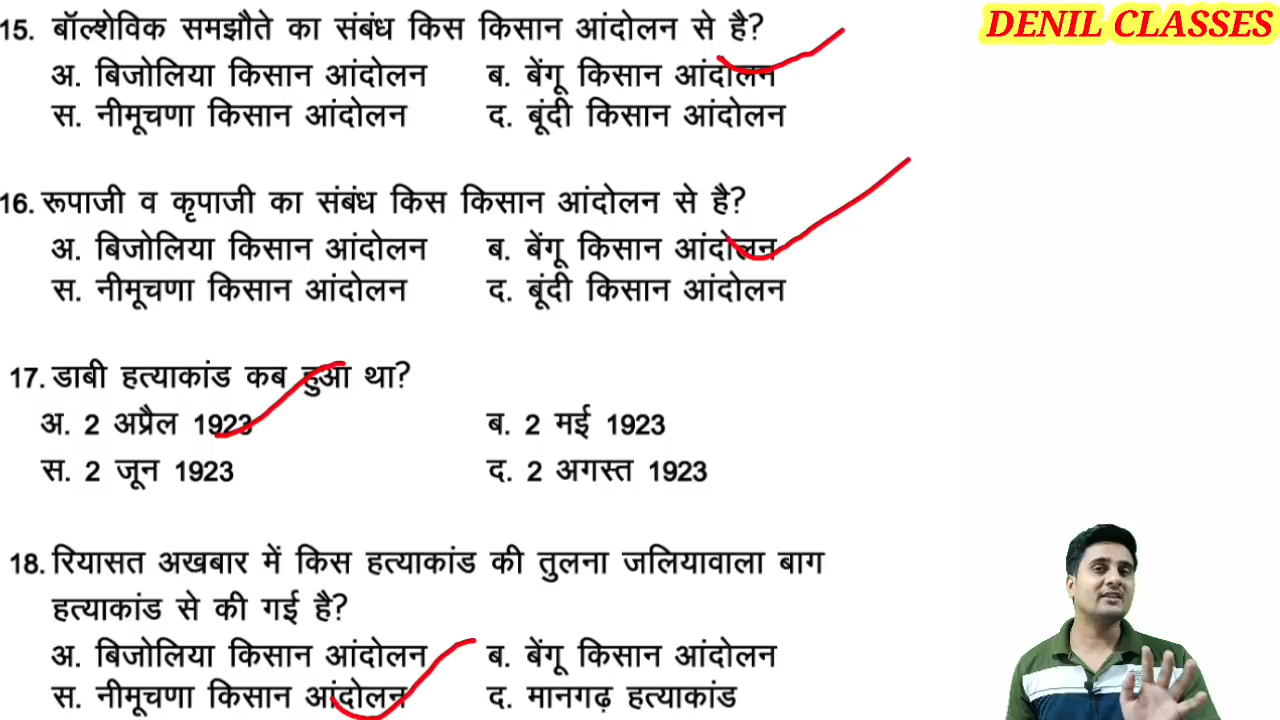 DENIL CLASSES
15. बॉल्शेविक समझौते का संबंध किस किसान आंदोलन से है?
अ. बिजोलिया किसान आंदोलन ब. बेंगू किसान आंदोलन
स. नीमूचणा किसान आंदोलन द. बूंदी किसान आंदोलन
16. रूपाजी व कृपाजी का संबंध किस किसान आंदोलन से है?
अ. बिजोलिया किसान आंदोलन ब. बेंगू किसान आंदोलन
स. नीमूचणा किसान आंदोलन द. बूंदी किसान आंदोलन
17. डाबी हत्याकांड कब हुआ था?
अ. 2 अप्रैल 1923 ब. 2 मई 1923
स. 2 जून 1923 द. 2 अगस्त 1923
18. रियासत अखबार में किस हत्याकांड की तुलना जलियावाला बाग
हत्याकांड से की गई है?
अ. बिजोलिया किसान आंदोलन ब. बेंगू किसान आंदोलन
स. नीमूचणा किसान आंदोलन द. मानगढ़ हत्याकांड